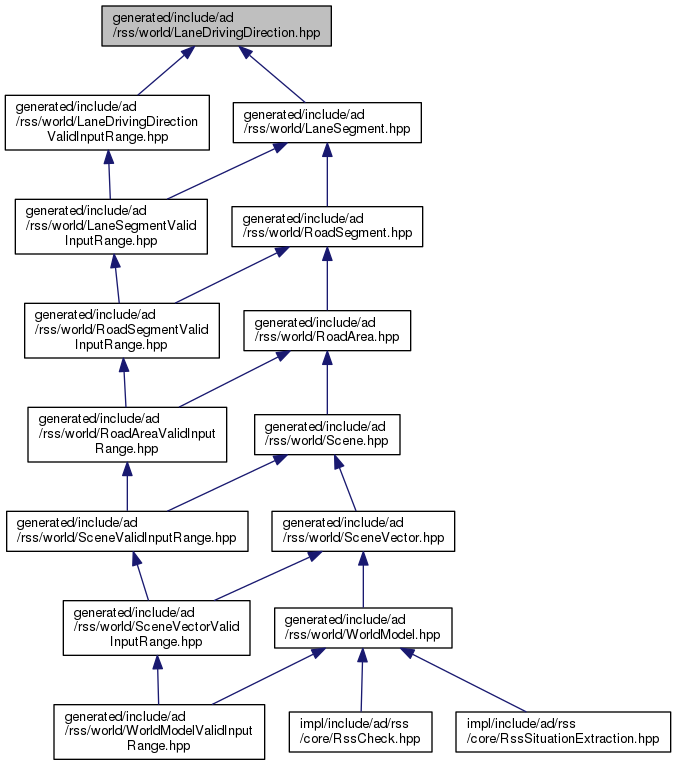 generated/include/ad
/rss/world/LaneDrivingDirection.hpp
generated/include/ad
/rss/world/LaneDrivingDirection
ValidInputRange.hpp
generated/include/ad
/rss/world/LaneSegment.hpp
generated/include/ad
/rss/world/LaneSegmentValid
InputRange.hpp
generated/include/ad
/rss/world/RoadSegment.hpp
generated/include/ad
/rss/world/RoadSegmentValid
InputRange.hpp
generated/include/ad
/rss/world/RoadArea.hpp
generated/include/ad
/rss/world/RoadAreaValidInput
Range.hpp
generated/include/ad
/rss/world/Scene.hpp
generated/include/ad
/rss/world/SceneValidInputRange.hpp
generated/include/ad
/rss/world/SceneVector.hpp
generated/include/ad
/rss/world/SceneVectorValid
InputRange.hpp
generated/include/ad
/rss/world/WorldModel.hpp
generated/include/ad
/rss/world/WorldModelValidInput
Range.hpp
impl/include/ad/rss
/core/RssCheck.hpp
impl/include/ad/rss
/core/RssSituationExtraction.hpp